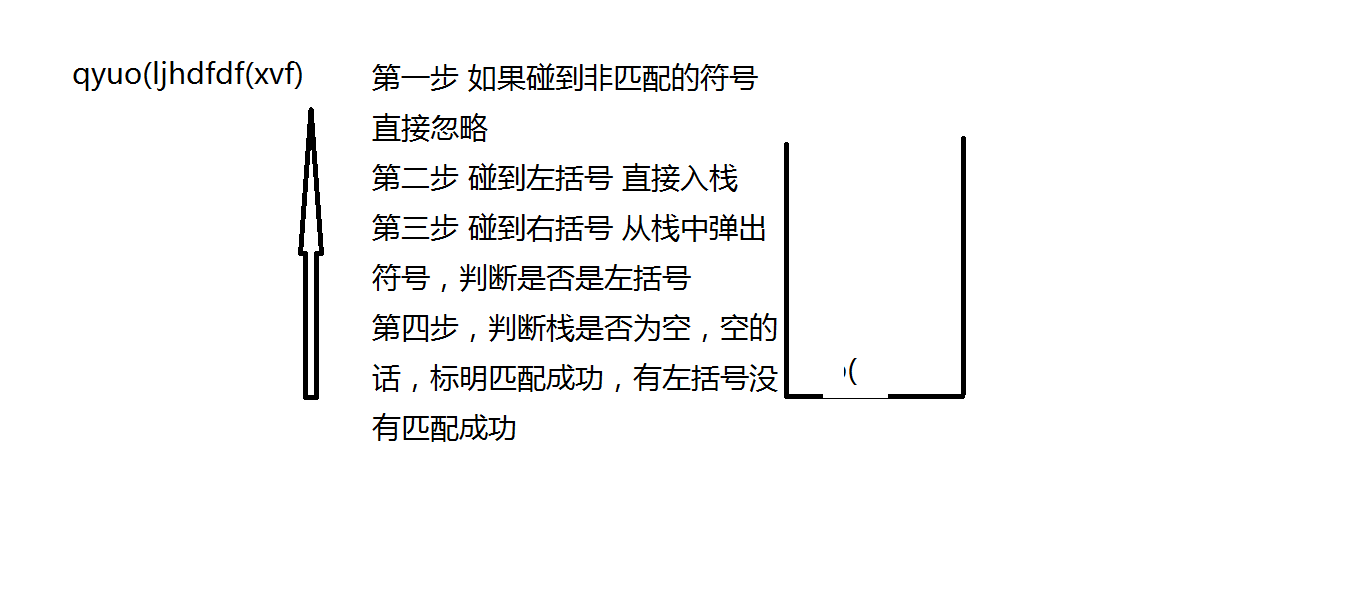 qyuo(ljhdfdf(xvf)
第一步 如果碰到非匹配的符号
直接忽略
第二步 碰到左括号 直接入栈
第三步 碰到右括号 从栈中弹出
符号，判断是否是左括号
第四步，判断栈是否为空，空的
话，标明匹配成功，有左括号没
有匹配成功
(